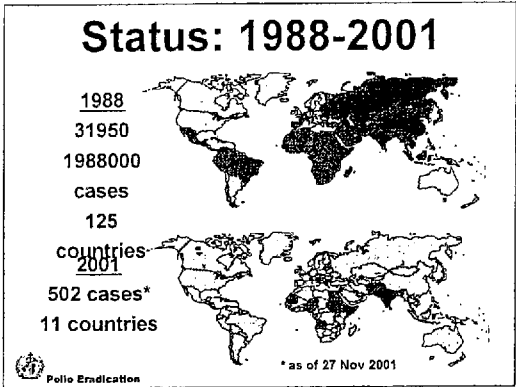 Status: 1988-2001
1988
31950
1988000
cases
125
countries
2001
502 cases*
11 countries
* as of 27 Nov 2001
Polio Eradication